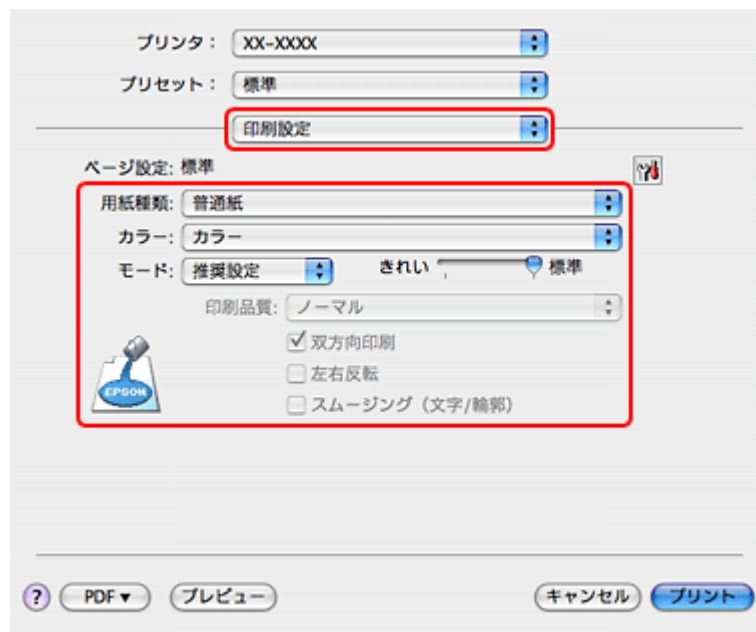 プリンタ： XX-XXXX
プリセット： 標準
印刷設定
ページ設定: 標準
用紙種類: 普通紙
カラー: カラー
モード: 推奨設定 きれい 標準
印刷品質: ノーマル
双方向印刷
左右反転
スムージング（文字/輪郭）
EPSON
? PDF▼ プレビュー キャンセル プリント